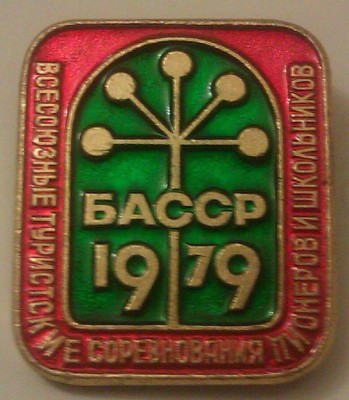 ВСЕСОЮЗНЫЕ ТУРИСТСКИЕ СОРЕВНОВАНИЯ ПИОНЕРОВ И ШКОЛЬНИКОВ
БАССР
1979